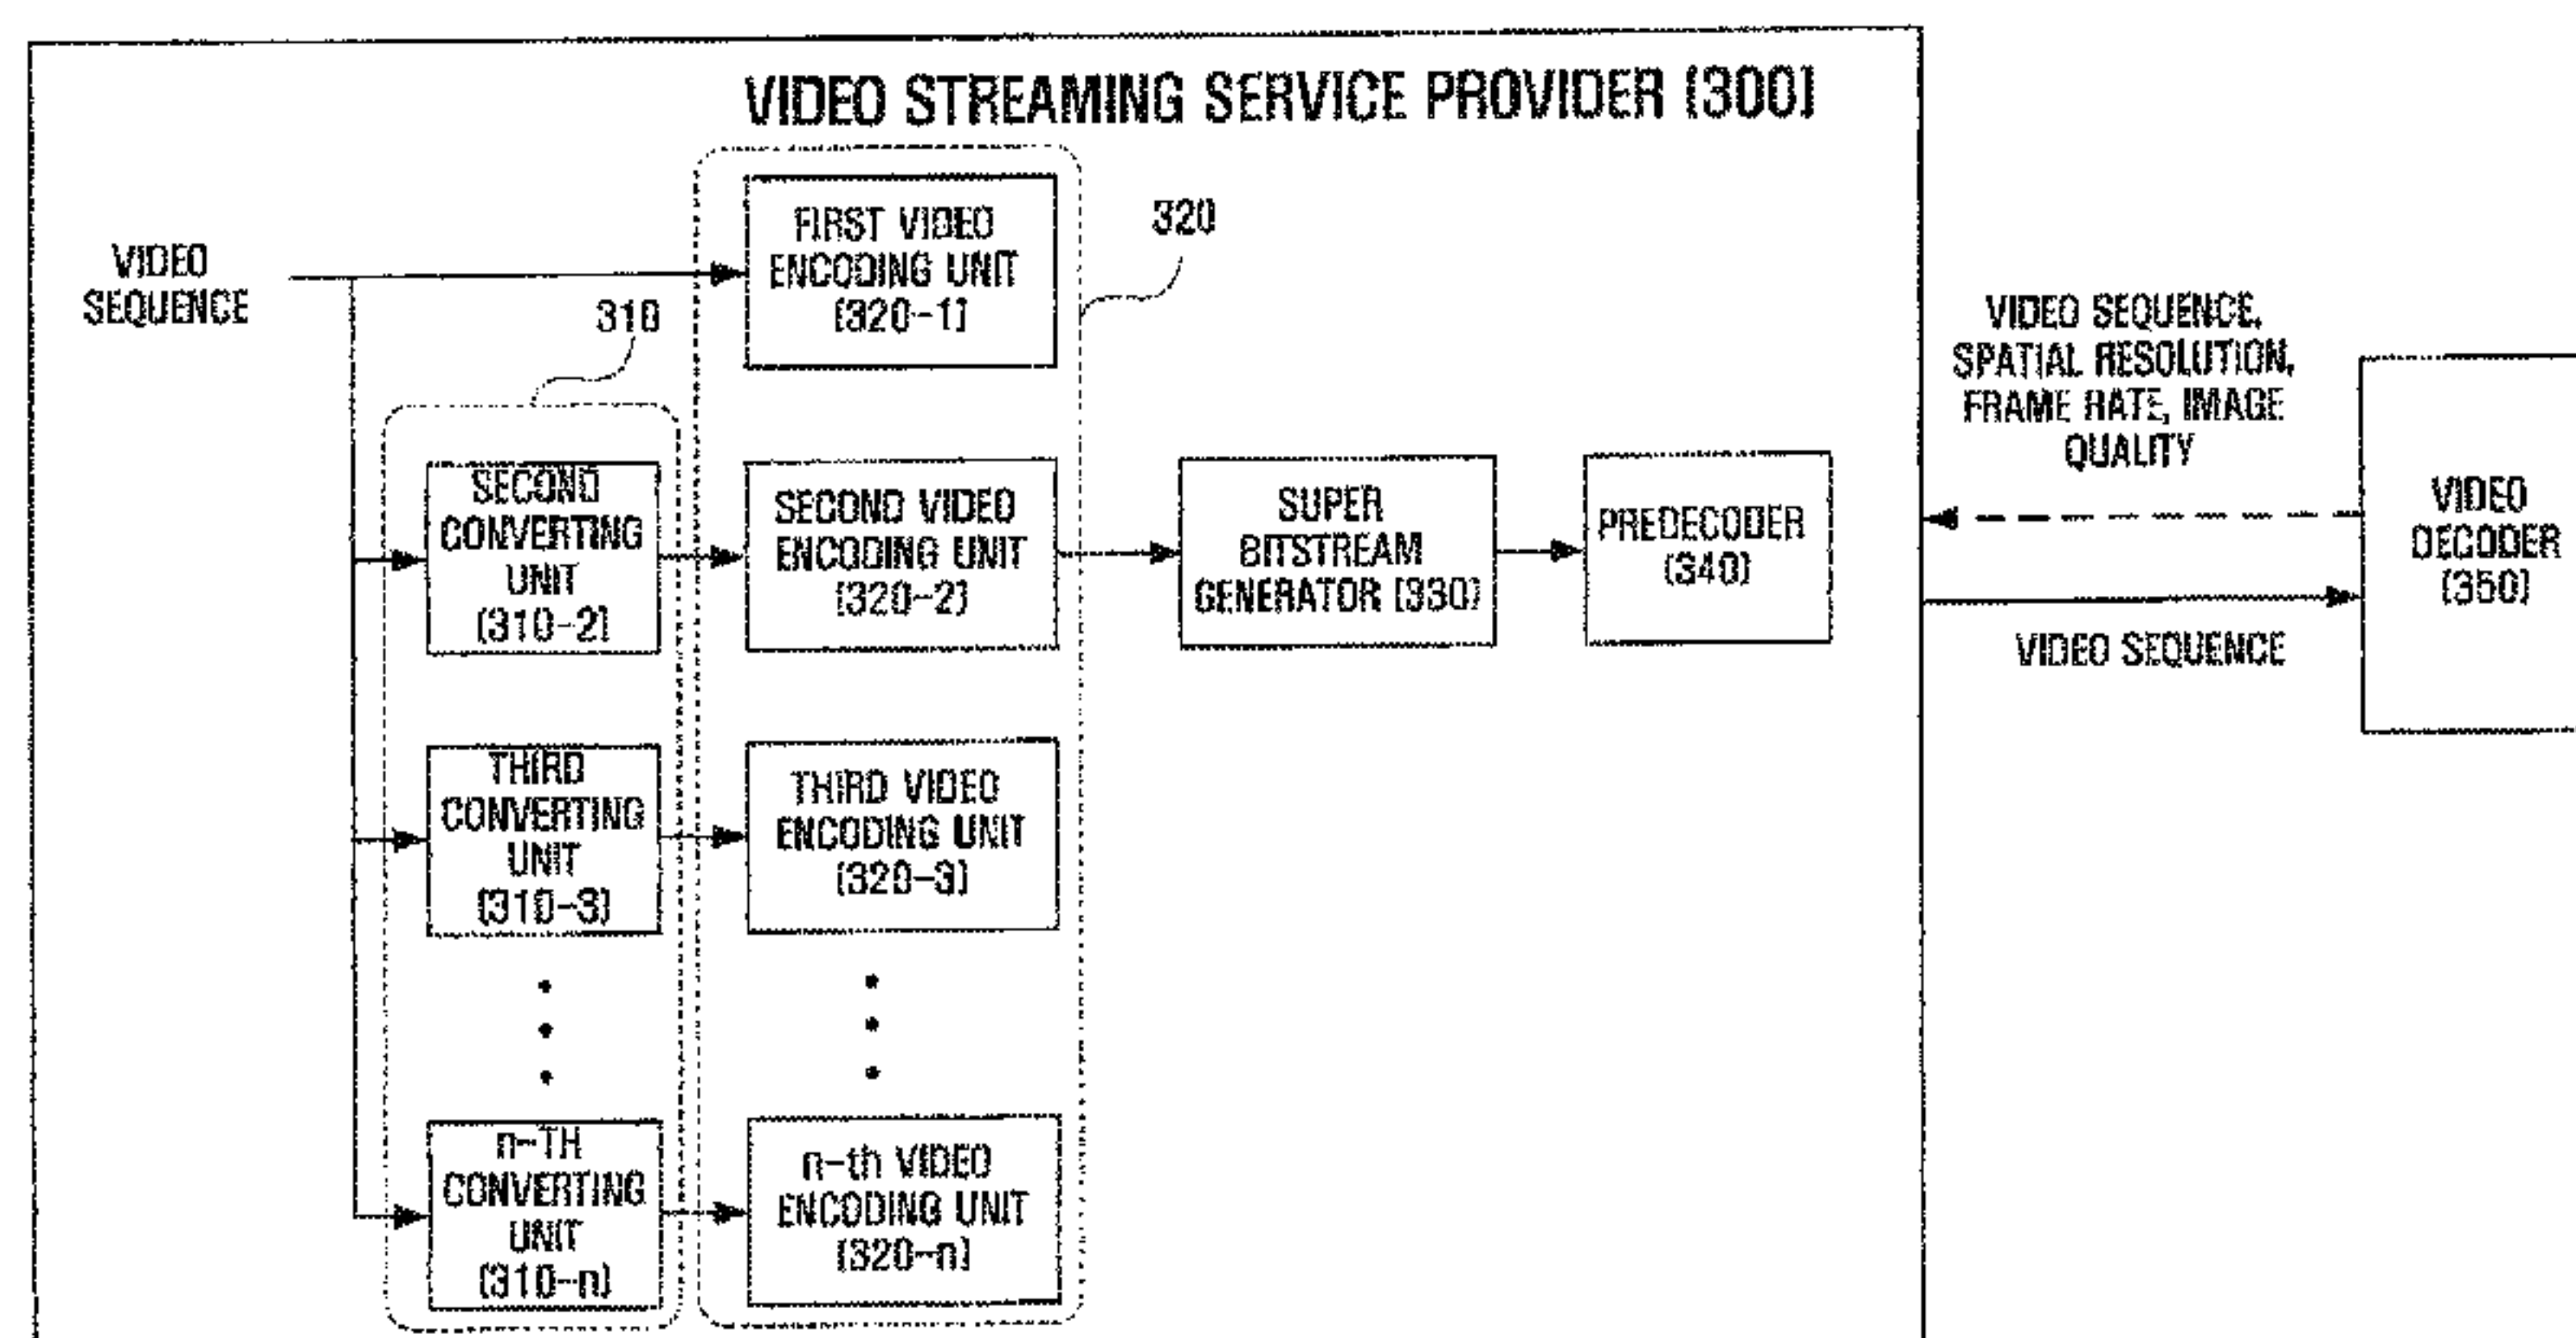 VIDEO STREAMING SERVICE PROVIDER (300)
VIDEO
SEQUENCE
310
320
FIRST VIDEO
ENCODING UNIT
(320-1)
SECOND
CONVERTING
UNIT
(310-2)
SECOND VIDEO
ENCODING UNIT
(320-2)
SUPER
BITSTREAM
GENERATOR (330)
PREDECODER
(340)
THIRD
CONVERTING
UNIT
(310-3)
THIRD VIDEO
ENCODING UNIT
(320-3)
n-TH
CONVERTING
UNIT
(310-n)
n-th VIDEO
ENCODING UNIT
(320-n)
VIDEO SEQUENCE,
SPATIAL RESOLUTION,
FRAME RATE, IMAGE
QUALITY
VIDEO SEQUENCE
VIDEO
DECODER
(350)